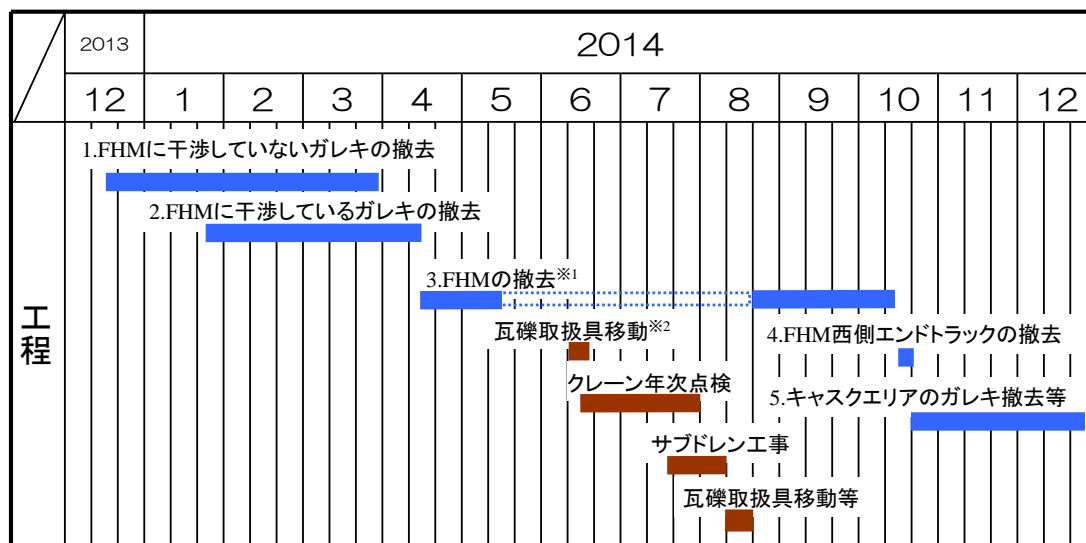 2013 2014
12 1 2 3 4 5 6 7 8 9 10 11 12
工程
1.FHMに干渉していないガレキの撤去
2.FHMに干渉しているガレキの撤去
3.FHMの撤去※1
瓦礫取扱具移動※2
4.FHM西側エンドトラックの撤去
クレーン年次点検
5.キャスクエリアのガレキ撤去等
サブドレン工事
瓦礫取扱具移動等